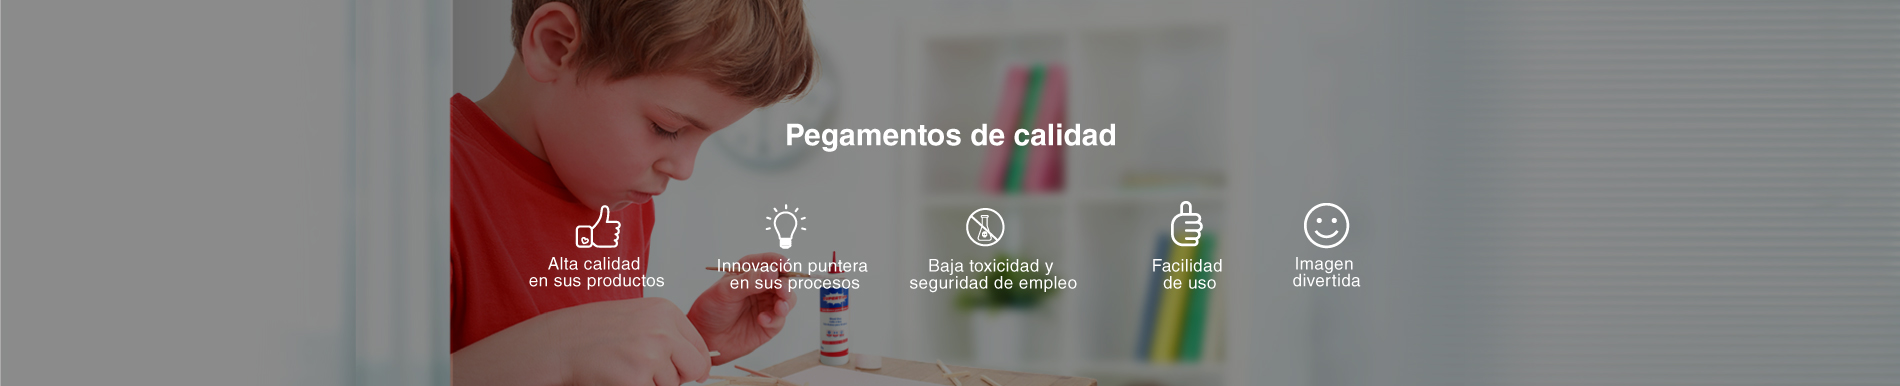 Pegamentos de calidad
Alta calidad
en sus productos
Innovación puntera
en sus procesos
Baja toxicidad y
seguridad de empleo
Facilidad
de uso
Imagen
divertida